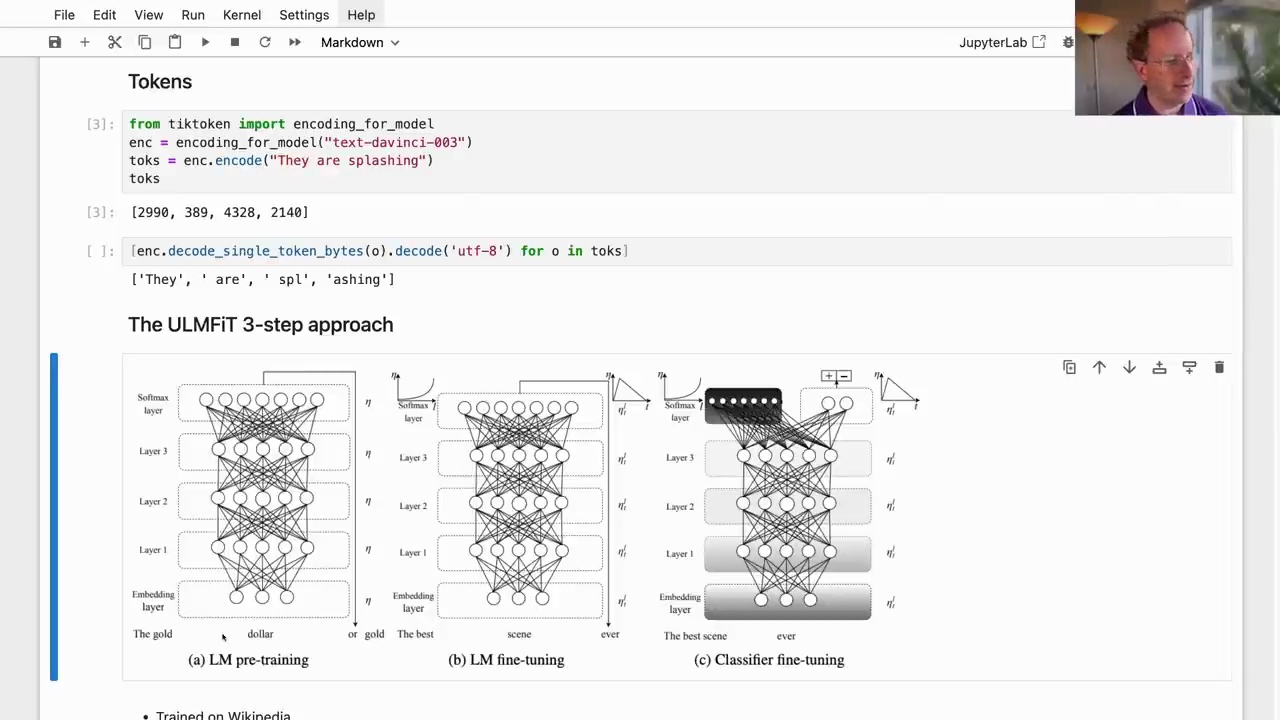 File Edit View Run Kernel Settings Help
Markdown
JupyterLab
Tokens
[3]:
from tiktoken import encoding_for_model
enc = encoding_for_model("text-davinci-003")
toks = enc.encode("They are splashing")
toks
[3]: [2990, 389, 4328, 2140]
[ ]: [enc.decode_single_token_bytes(o).decode('utf-8') for o in toks]
['They', ' are', ' spl', 'ashing']
The ULMFiT 3-step approach
Softmax layer
η
Layer 3
η
Layer 2
η
Layer 1
η
Embedding layer
η
The gold dollar or gold
(a) LM pre-training
η
t
η
t
Softmax layer
Layer 3
Layer 2
Layer 1
Embedding layer
The best scene ever
(b) LM fine-tuning
η
η
t
+ −
Softmax layer
Layer 3
Layer 2
Layer 1
Embedding layer
The best scene ever
(c) Classifier fine-tuning
• Trained on Wikipedia